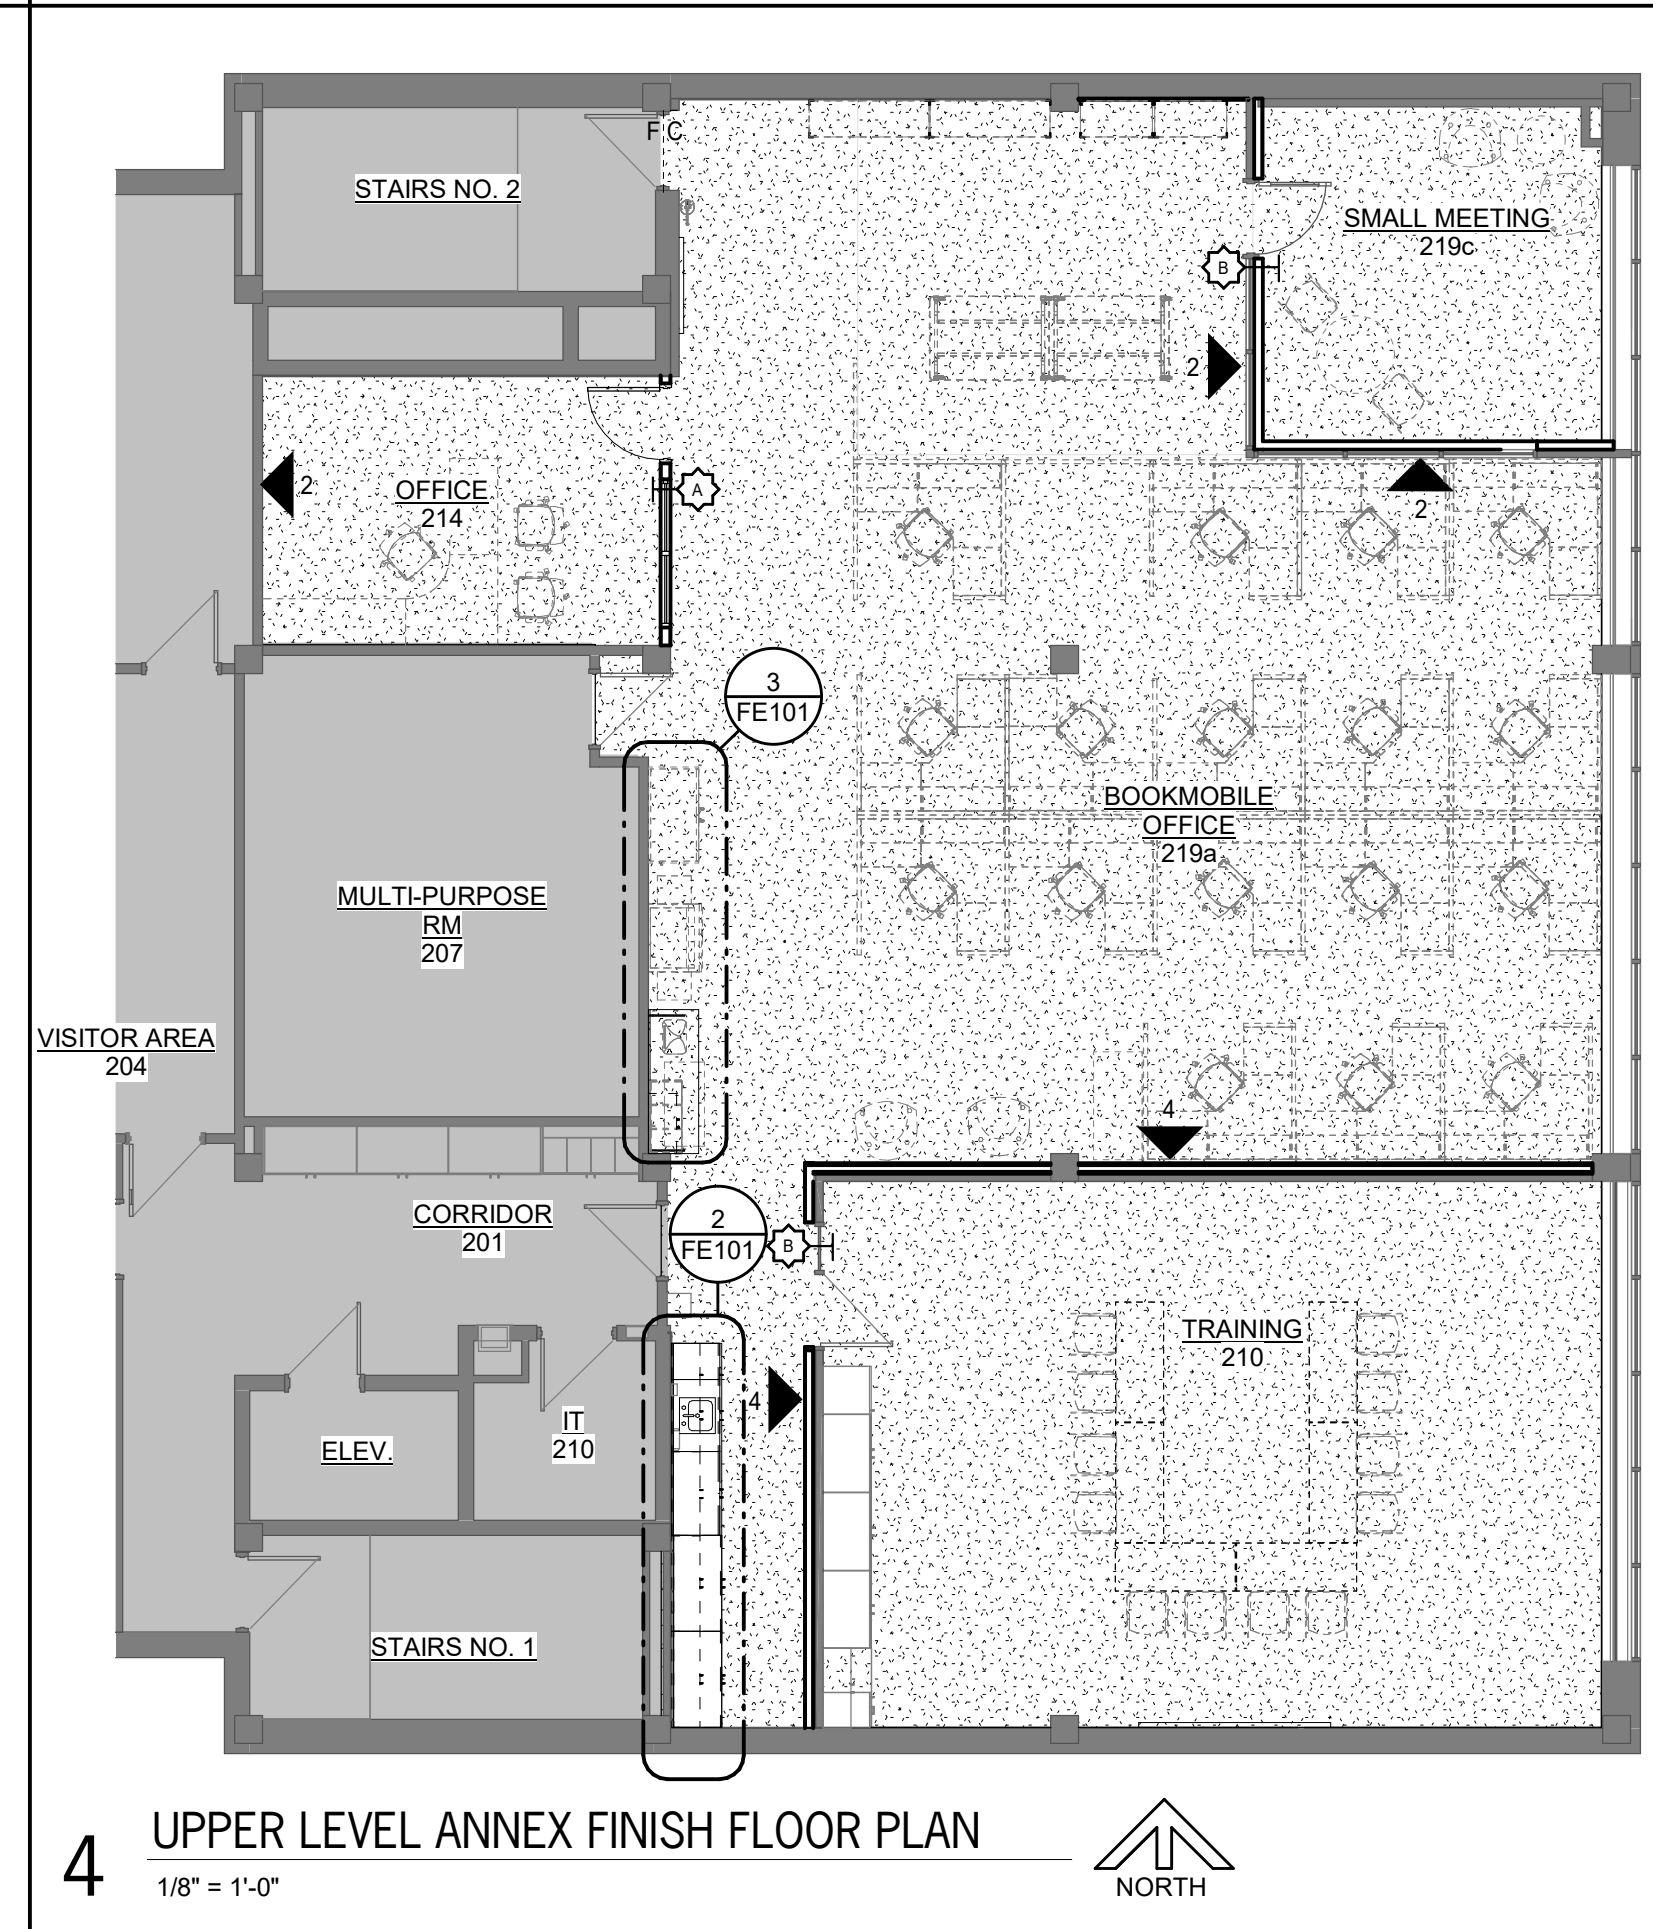 F C
STAIRS NO. 2
SMALL MEETING
219c
B
2
2
OFFICE
214
A
2
3
FE101
BOOKMOBILE
OFFICE
219a
MULTI-PURPOSE
RM
207
VISITOR AREA
204
4
CORRIDOR
201
2
FE101
B
TRAINING
210
4
IT
210
ELEV.
STAIRS NO. 1
4
UPPER LEVEL ANNEX FINISH FLOOR PLAN
1/8" = 1'-0"
NORTH